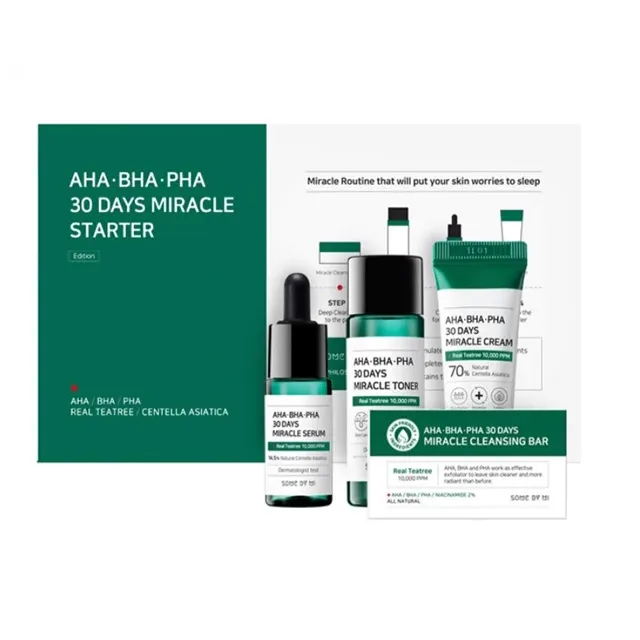 AHA·BHA·PHA
30 DAYS MIRACLE
STARTER
Edition
AHA / BHA / PHA
REAL TEATREE / CENTELLA ASIATICA
Miracle Routine that will put your skin worries to sleep
Miracle Cleans
STEP
Deep Clea
to the p
AHA·BHA·PHA
30 DAYS
MIRACLE SERUM
Real Teatree 10,000 PPM
14.5% Natural Centella Asiatica
Dermatologist test
SOME BY MI
AHA·BHA·PHA
30 DAYS
MIRACLE TONER
Real Teatree 10,000 PPM
AHA·BHA·PHA
30 DAYS
MIRACLE CREAM
Real Teatree 10,000 PPM
70% Natural
Centella Asiatica
AHA·BHA·PHA 30 DAYS
MIRACLE CLEANSING BAR
Real Teatree
10,000 PPM
AHA, BHA and PHA work as effective
exfoliator to leave skin cleaner and more
radiant than before.
AHA / BHA / PHA / NIACINAMIDE 2%
ALL NATURAL
SOME BY MI